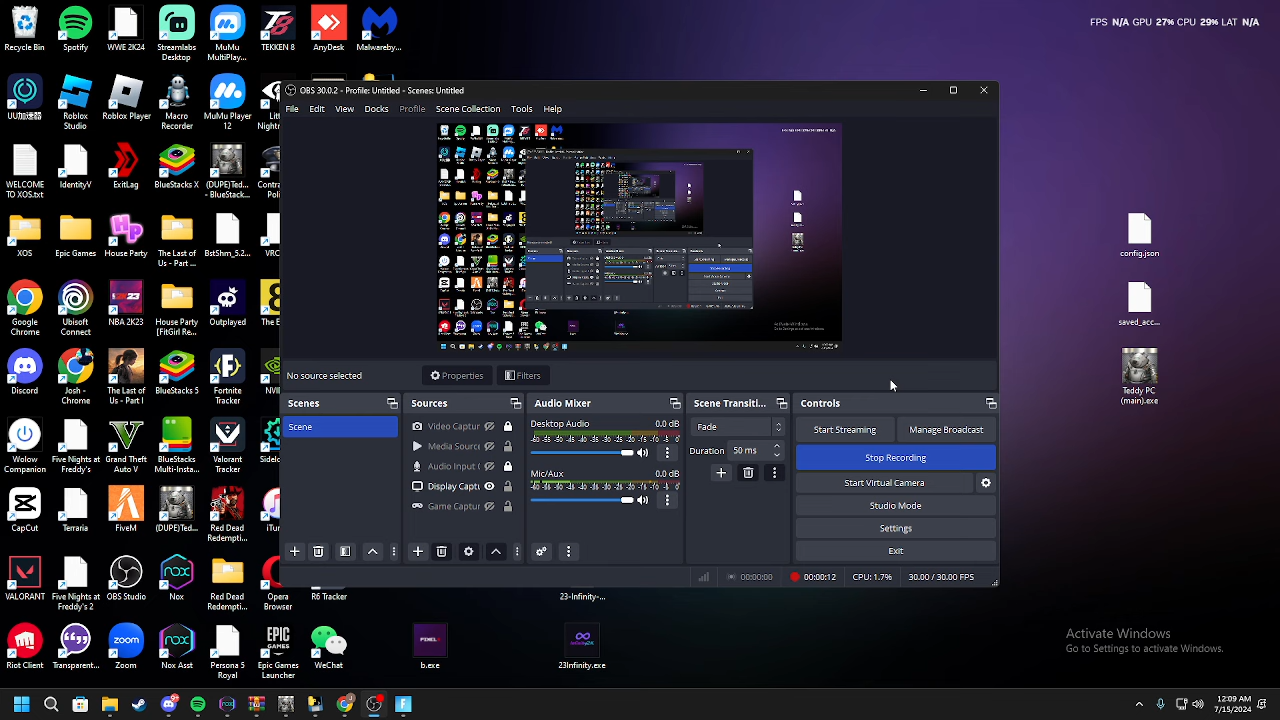 FPS N/A GPU 27% CPU 29% LAT N/A
Recycle Bin
Spotify
WWE 2K24
Streamlabs Desktop
MuMu MultiPlay...
TEKKEN 8
AnyDesk
Malwareby...
OBS 30.0.2 - Profile: Untitled - Scenes: Untitled
File Edit View Docks Profile Scene Collection Tools Help
Roblox Studio
Roblox Player
Macro Recorder
MuMu Player 12
WELCOME TO XOS.txt
IdentityV
ExitLag
BlueStacks X
(DUPE)Ted... - BlueStack...
XOS
Epic Games
House Party
The Last of Us - Part...
BstShm_5.2...
config.json
Google Chrome
Ubisoft Connect
NBA 2K23
House Party (FitGirl Re...
Outplayed
saved_acc...
Discord
Josh - Chrome
The Last of Us - Part I
BlueStacks 5
Fortnite Tracker
Teddy PC (main).exe
No source selected
Properties
Filters
Scenes
Sources
Audio Mixer
Scene Transiti...
Controls
Scene
Video Captur
Media Sourc
Audio Input
Display Capt
Game Captur
Desktop Audio 0.0 dB
Mic/Aux 0.0 dB
Fade
Duration 50 ms
Start Streaming
Manage Broadcast
Stop Recording
Start Virtual Camera
Studio Mode
Settings
Exit
00:00:12
CPU: 1.7%
30.00 / 30.00 FPS
Welow Companion
Five Nights at Freddy's
Grand Theft Auto V
BlueStacks Multi-Insta...
Valorant Tracker
CapCut
Terraria
FiveM
(DUPE)Ted...
Red Dead Redempti...
VALORANT
Five Nights at Freddy's 2
OBS Studio
Nox
Red Dead Redempti...
Opera Browser
R6 Tracker
23-Infinity-...
Riot Client
Transparent...
Zoom
Nox Asst
Persona 5 Royal
Epic Games Launcher
WeChat
PIXEL
b.exe
23Infinity.exe
Activate Windows
Go to Settings to activate Windows.
12:09 AM
7/15/2024